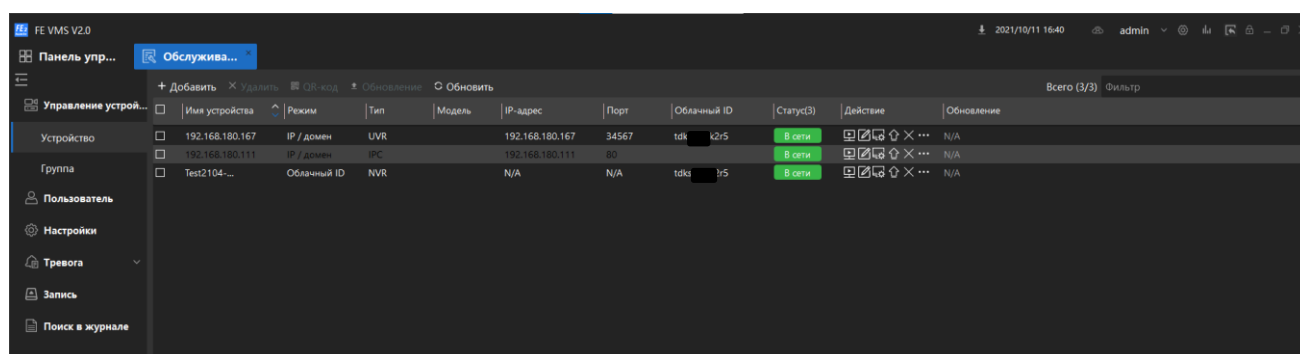 FE VMS V2.0 2021/10/11 16:40 admin
Панель упр... Обслужива...
+ Добавить × Удалить QR-код Обновление Обновить Всего (3/3) Фильтр
Управление устрой... Имя устройства Режим Тип Модель IP-адрес Порт Облачный ID Статус(3) Действие Обновление
Устройство 192.168.180.167 IP / домен UVR 192.168.180.167 34567 tdk k2r5 В сети N/A
192.168.180.111 IP / домен IPC 192.168.180.111 80 В сети N/A
Группа Test2104-... Облачный ID NVR N/A N/A tdks 2r5 В сети N/A
Пользователь
Настройки
Тревога
Запись
Поиск в журнале